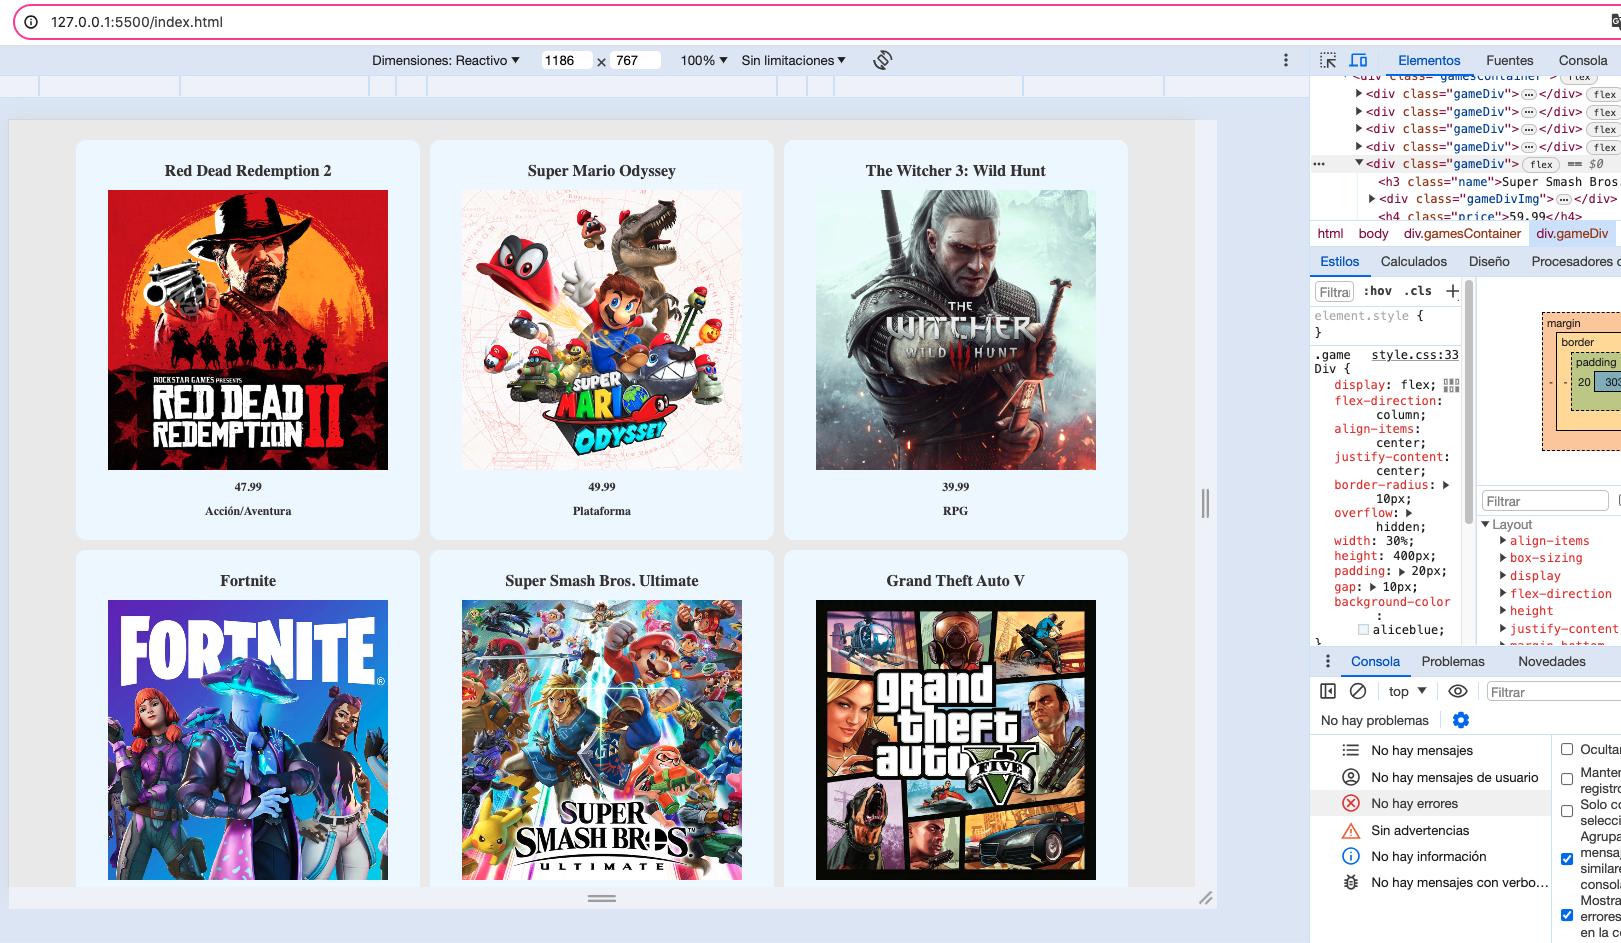 127.0.0.1:5500/index.html
Dimensiones: Reactivo ▼ 1186 × 767 100% ▼ Sin limitaciones ▼
Elementos Fuentes Consola
<div class="gamesContainer"> flex
<div class="gameDiv"> ⋯ </div> flex
<div class="gameDiv"> ⋯ </div> flex
<div class="gameDiv"> ⋯ </div> flex
<div class="gameDiv"> ⋯ </div> flex
<div class="gameDiv"> flex == $0
<h3 class="name">Super Smash Bros.
<div class="gameDivImg"> ⋯ </div>
<h4 class="price">59.99</h4>
html body div.gamesContainer div.gameDiv
Estilos Calculados Diseño Procesadores
Filtra :hov .cls +
element.style {
}
.game style.css:33
Div {
display: flex;
flex-direction:
column;
align-items:
center;
justify-content:
center;
border-radius:
10px;
overflow:
hidden;
width: 30%;
height: 400px;
padding: 20px;
gap: 10px;
background-color
:
aliceblue;
}
margin
border
padding
- - 20 303
Filtrar
Layout
align-items
box-sizing
display
flex-direction
height
justify-content
margin-bottom
Consola Problemas Novedades
top ▼ Filtrar
No hay problemas
No hay mensajes
No hay mensajes de usuario
No hay errores
Sin advertencias
No hay información
No hay mensajes con verbo...
Ocultar
Mantener
registro
Solo co
selecci
Agrupa
mensaj
similare
consola
Mostra
errores
en la co
Red Dead Redemption 2
ROCKSTAR GAMES PRESENTS
RED DEAD
REDEMPTION II
47.99
Acción/Aventura
Super Mario Odyssey
SUPER
MARIO
ODYSSEY
49.99
Plataforma
The Witcher 3: Wild Hunt
THE
WITCHER
WILD HUNT
39.99
RPG
Fortnite
FORTNITE®
Super Smash Bros. Ultimate
SUPER
SMASH BROS.™
ULTIMATE
Grand Theft Auto V
grand
theft
auto V
FIVE